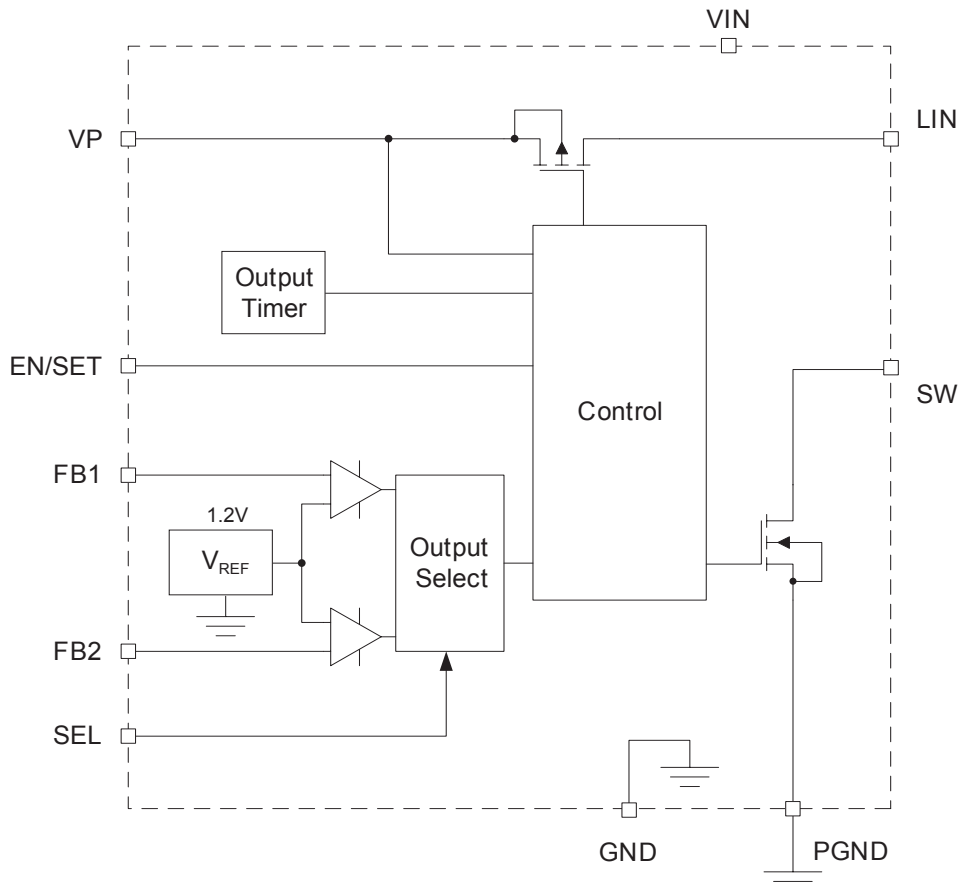 VIN
VP
LIN
Output
Timer
EN/SET
SW
Control
FB1
1.2V
VREF
Output
Select
FB2
SEL
GND
PGND